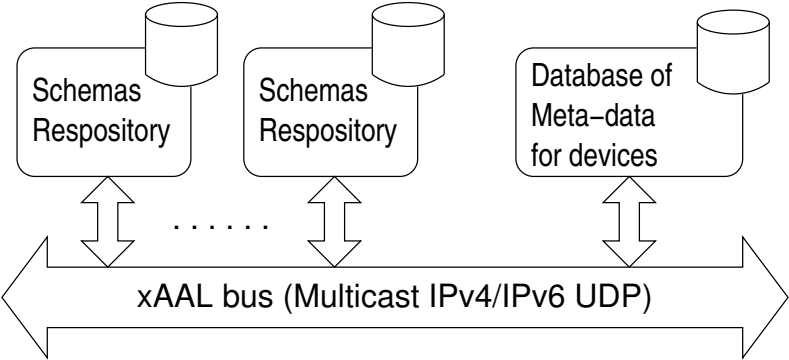 Schemas
Respository
Schemas
Respository
Database of
Meta−data
for devices
. . . . . .
xAAL bus (Multicast IPv4/IPv6 UDP)